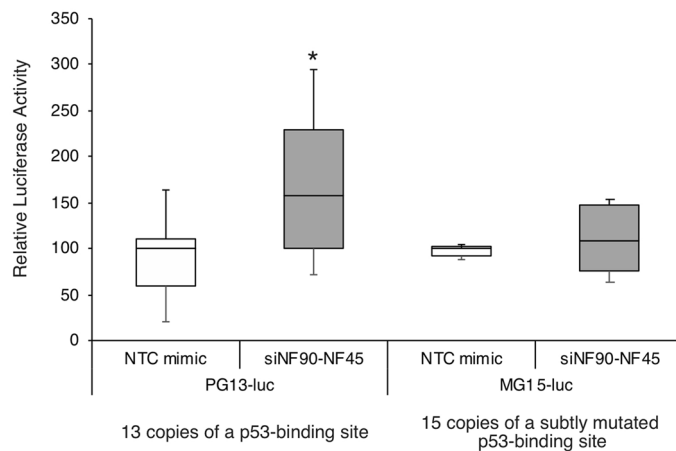 350
300
250
200
150
100
50
0
Relative Luciferase Activity
*
NTC mimic siNF90-NF45 NTC mimic siNF90-NF45
PG13-luc MG15-luc
13 copies of a p53-binding site
15 copies of a subtly mutated
p53-binding site